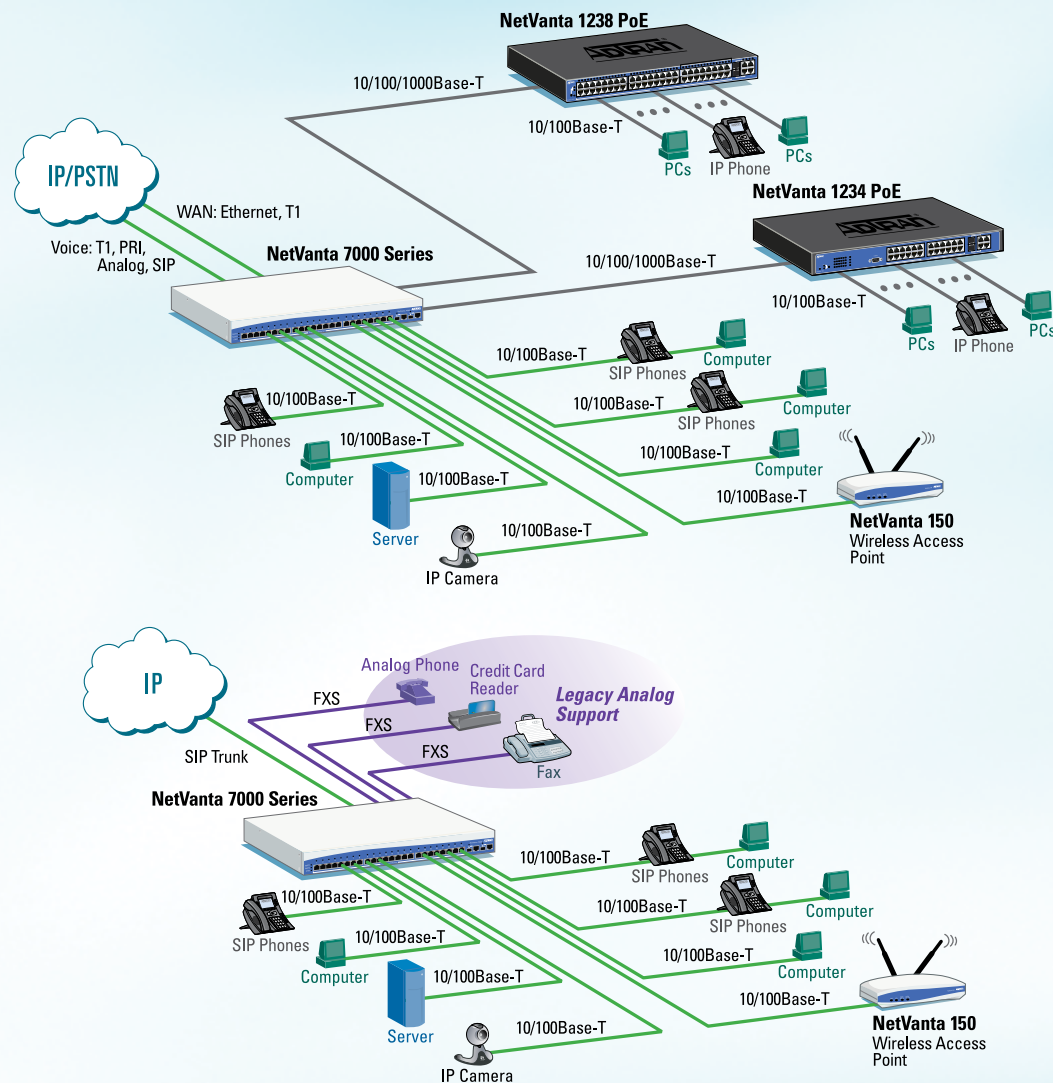 NetVanta 1238 PoE
ADTRAN
10/100/1000Base-T
10/100Base-T
PCs
IP Phone
PCs
IP/PSTN
WAN: Ethernet, T1
Voice: T1, PRI,
Analog, SIP
NetVanta 7000 Series
NetVanta 1234 PoE
ADTRAN
10/100/1000Base-T
10/100Base-T
PCs
IP Phone
PCs
10/100Base-T
SIP Phones
Computer
10/100Base-T
SIP Phones
Computer
10/100Base-T
SIP Phones
10/100Base-T
Computer
10/100Base-T
Computer
10/100Base-T
Server
10/100Base-T
NetVanta 150
Wireless Access
Point
10/100Base-T
IP Camera
IP
SIP Trunk
Analog Phone
FXS
Credit Card
Reader
FXS
Legacy Analog
Support
FXS
Fax
NetVanta 7000 Series
10/100Base-T
SIP Phones
Computer
10/100Base-T
SIP Phones
Computer
10/100Base-T
SIP Phones
10/100Base-T
Computer
10/100Base-T
Computer
10/100Base-T
Server
10/100Base-T
NetVanta 150
Wireless Access
Point
10/100Base-T
IP Camera